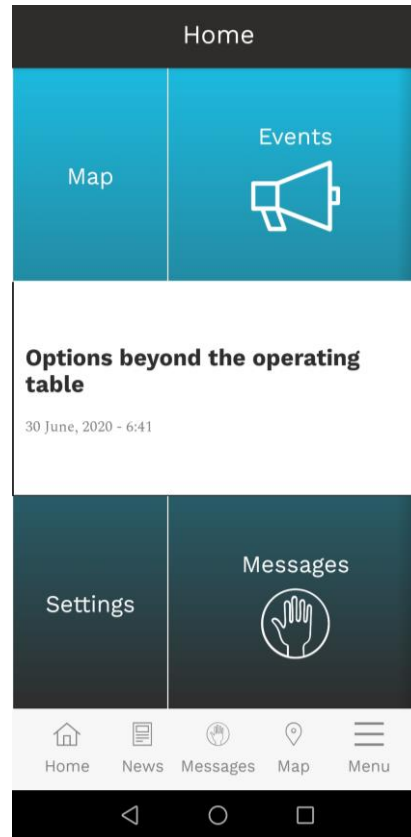 Home
Map
Events
Options beyond the operating
table
30 June, 2020 - 6:41
Settings
Messages
Home News Messages Map Menu